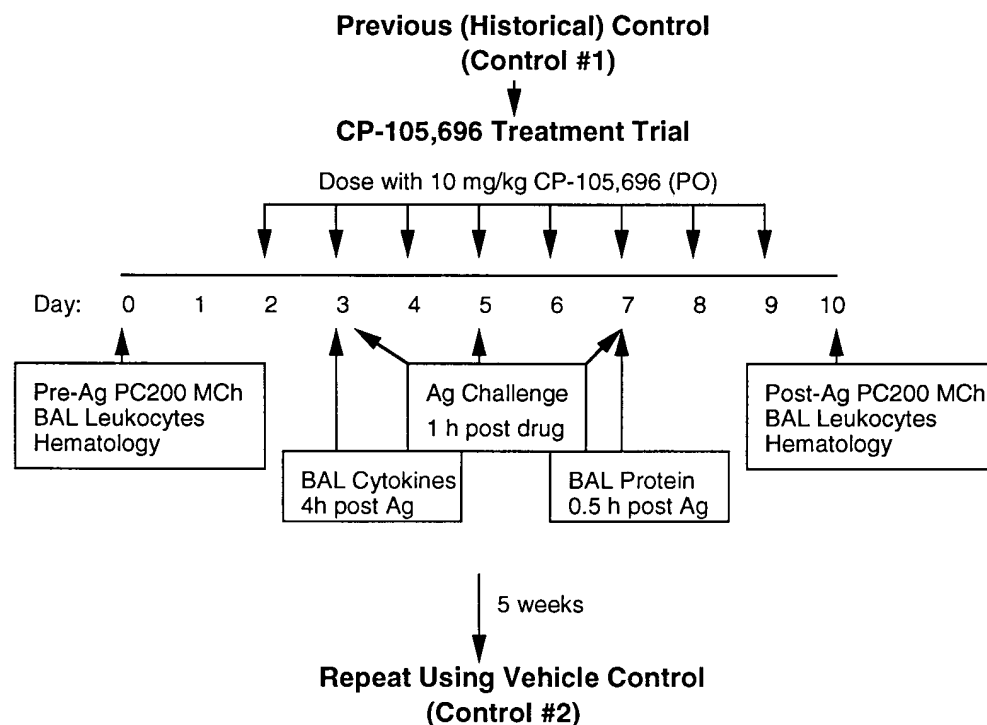 Previous (Historical) Control
(Control #1)
CP-105,696 Treatment Trial
Dose with 10 mg/kg CP-105,696 (PO)
Day: 0 1 2 3 4 5 6 7 8 9 10
Pre-Ag PC200 MCh
BAL Leukocytes
Hematology
Ag Challenge
1 h post drug
Post-Ag PC200 MCh
BAL Leukocytes
Hematology
BAL Cytokines
4h post Ag
BAL Protein
0.5 h post Ag
5 weeks
Repeat Using Vehicle Control
(Control #2)